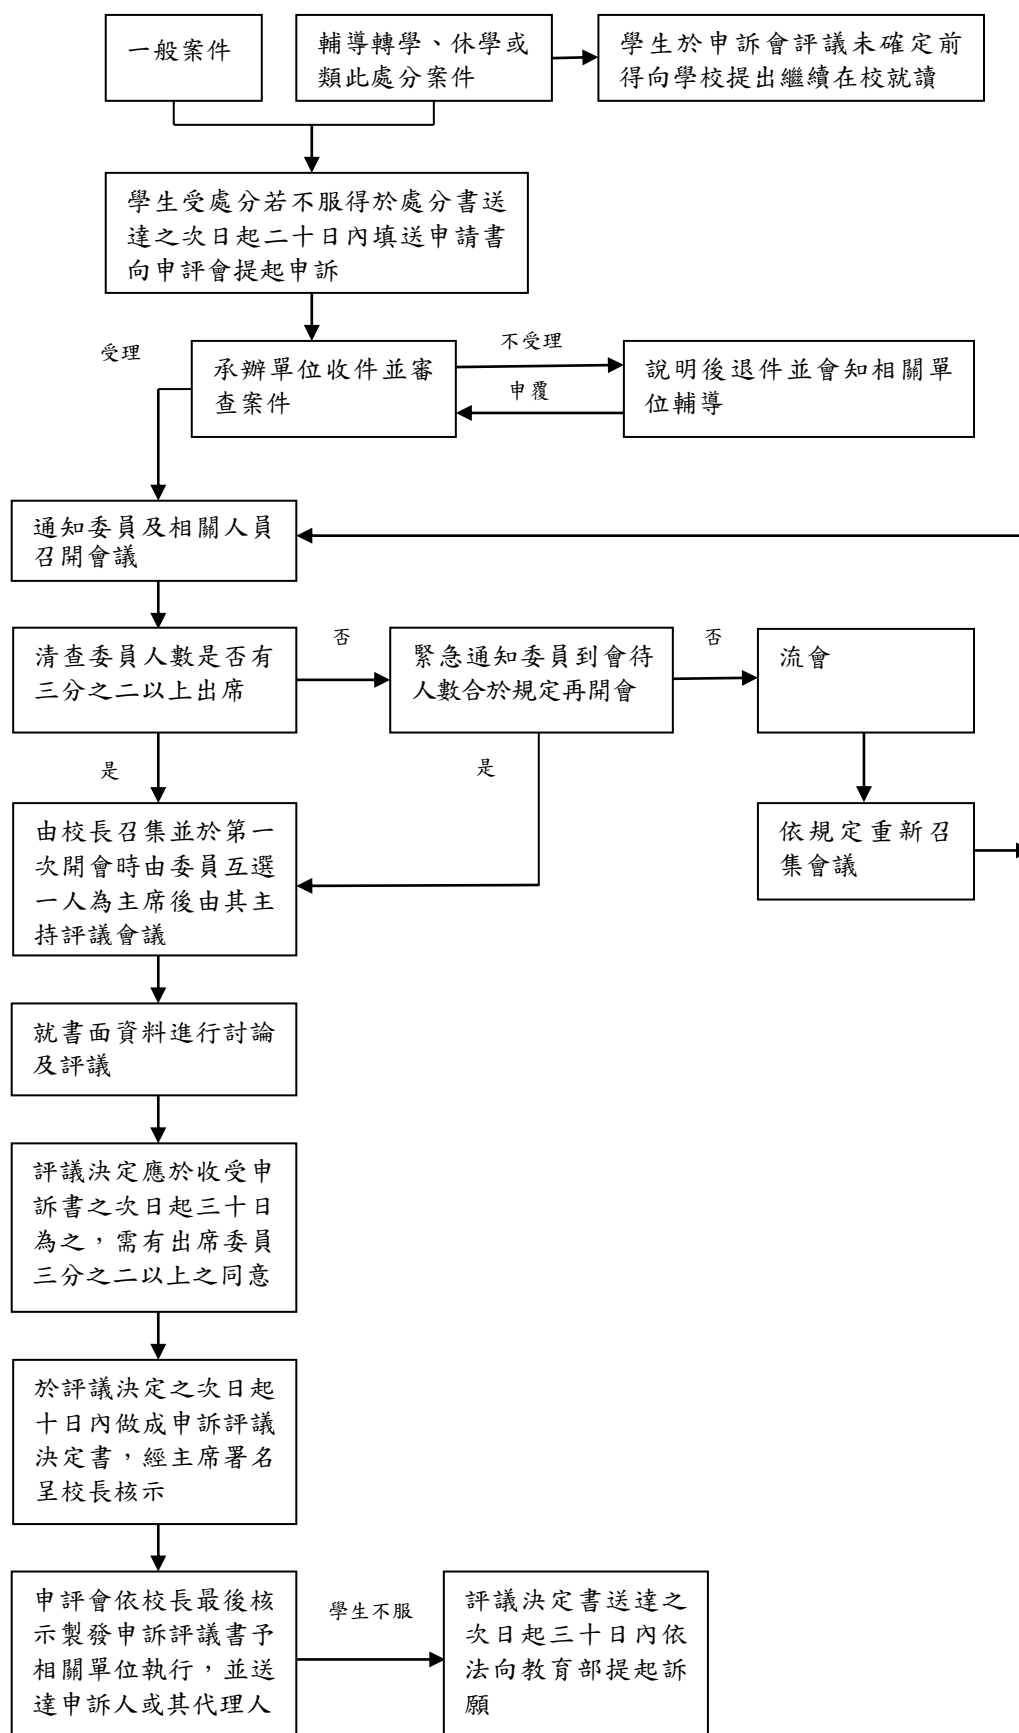 一般案件
輔導轉學、休學或
類此處分案件
學生於申訴會評議未確定前
得向學校提出繼續在校就讀
學生受處分若不服得於處分書送
達之次日起二十日內填送申請書
向申評會提起申訴
受理
承辦單位收件並審
查案件
不受理
申覆
說明後退件並會知相關單
位輔導
通知委員及相關人員
召開會議
清查委員人數是否有
三分之二以上出席
否
緊急通知委員到會待
人數合於規定再開會
否
流會
是
是
由校長召集並於第一
次開會時由委員互選
一人為主席後由其主
持評議會議
依規定重新召
集會議
就書面資料進行討論
及評議
評議決定應於收受申
訴書之次日起三十日
為之，需有出席委員
三分之二以上之同意
於評議決定之次日起
十日內做成申訴評議
決定書，經主席署名
呈校長核示
申評會依校長最後核
示製發申訴評議書予
相關單位執行，並送
達申訴人或其代理人
學生不服
評議決定書送達之
次日起三十日內依
法向教育部提起訴
願